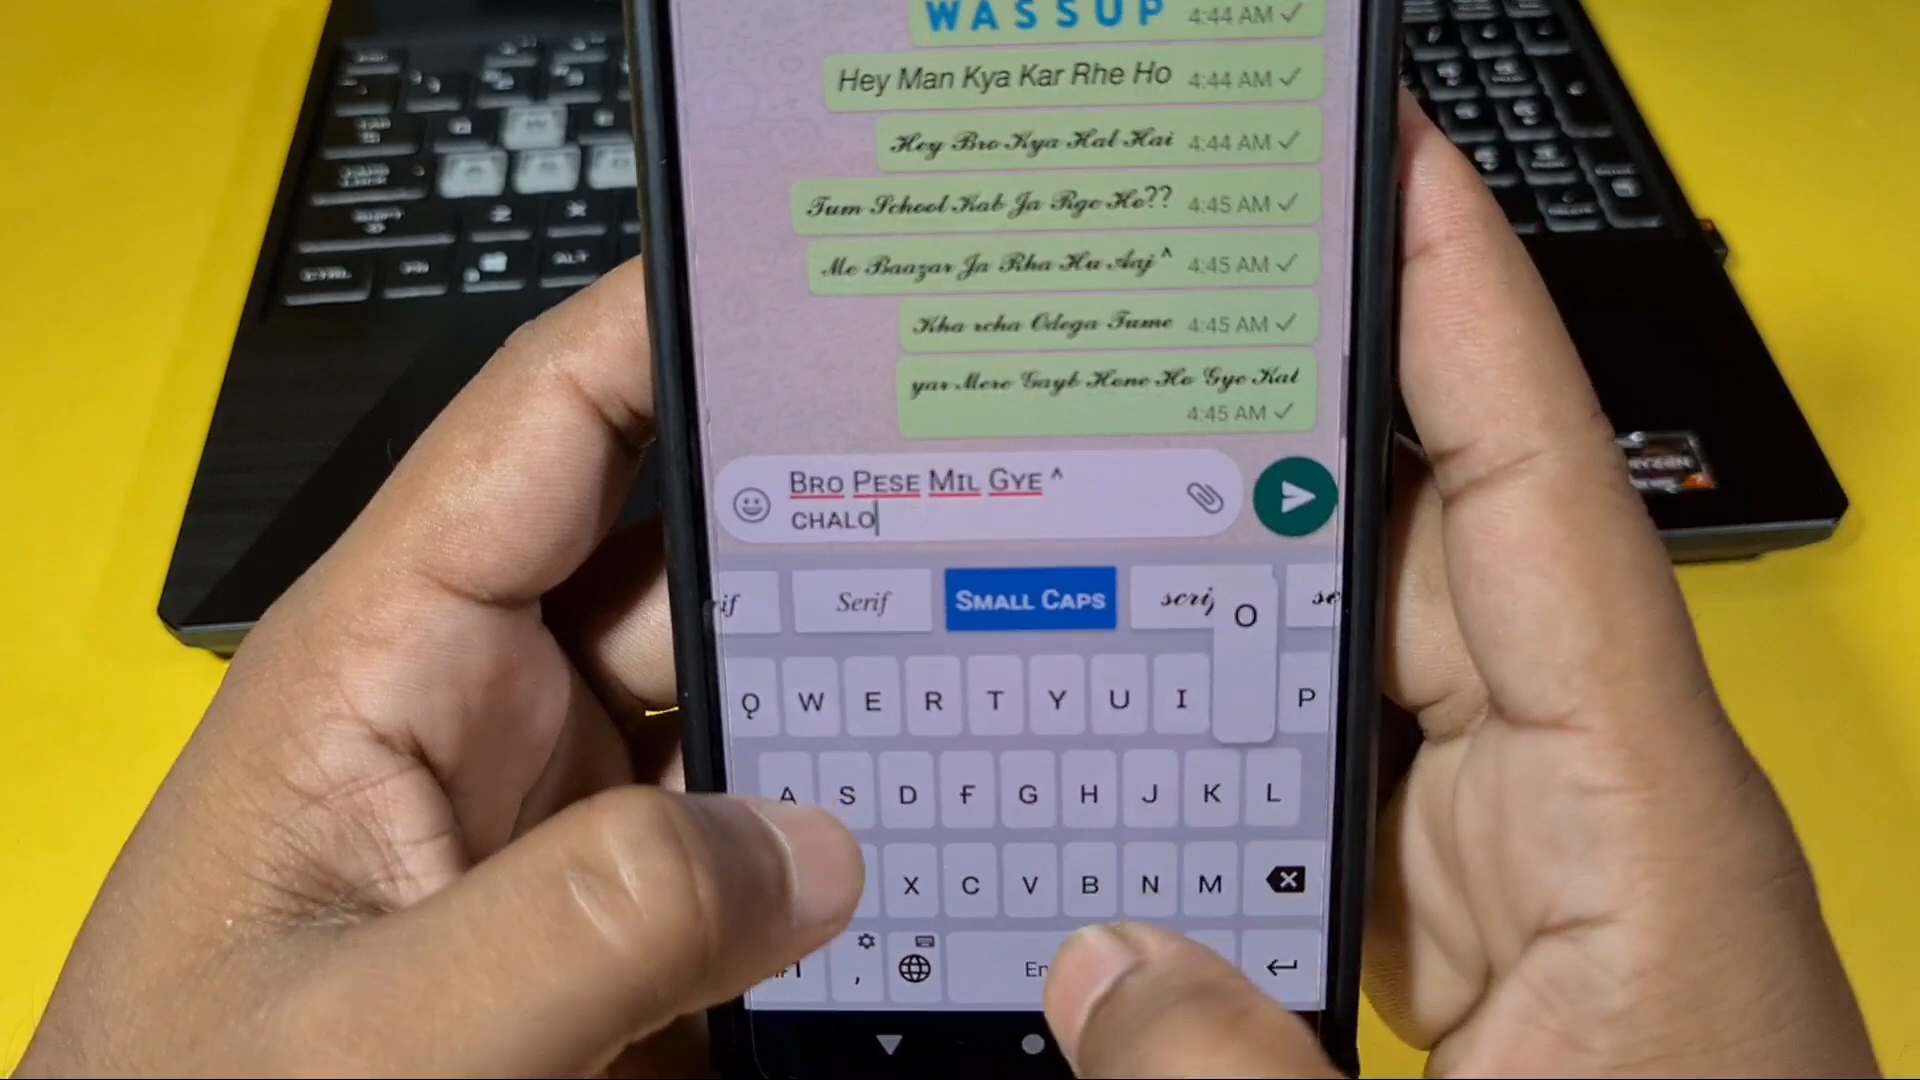 WASSUP 4:44 AM
Hey Man Kya Kar Rhe Ho 4:44 AM
Hey Bro Kya Hal Hai 4:44 AM
Tum School Kab Ja Rge Ho?? 4:45 AM
Me Baazar Ja Rha Hu Aaj^ 4:45 AM
Kha rcha Odega Tume 4:45 AM
yar Mere Gayb Hone Ho Gye Kat
4:45 AM
Bro Pese Mil Gye ^
CHALO
Serif Small Caps
Q W E R T Y U I O P
A S D F G H J K L
X C V B N M
,